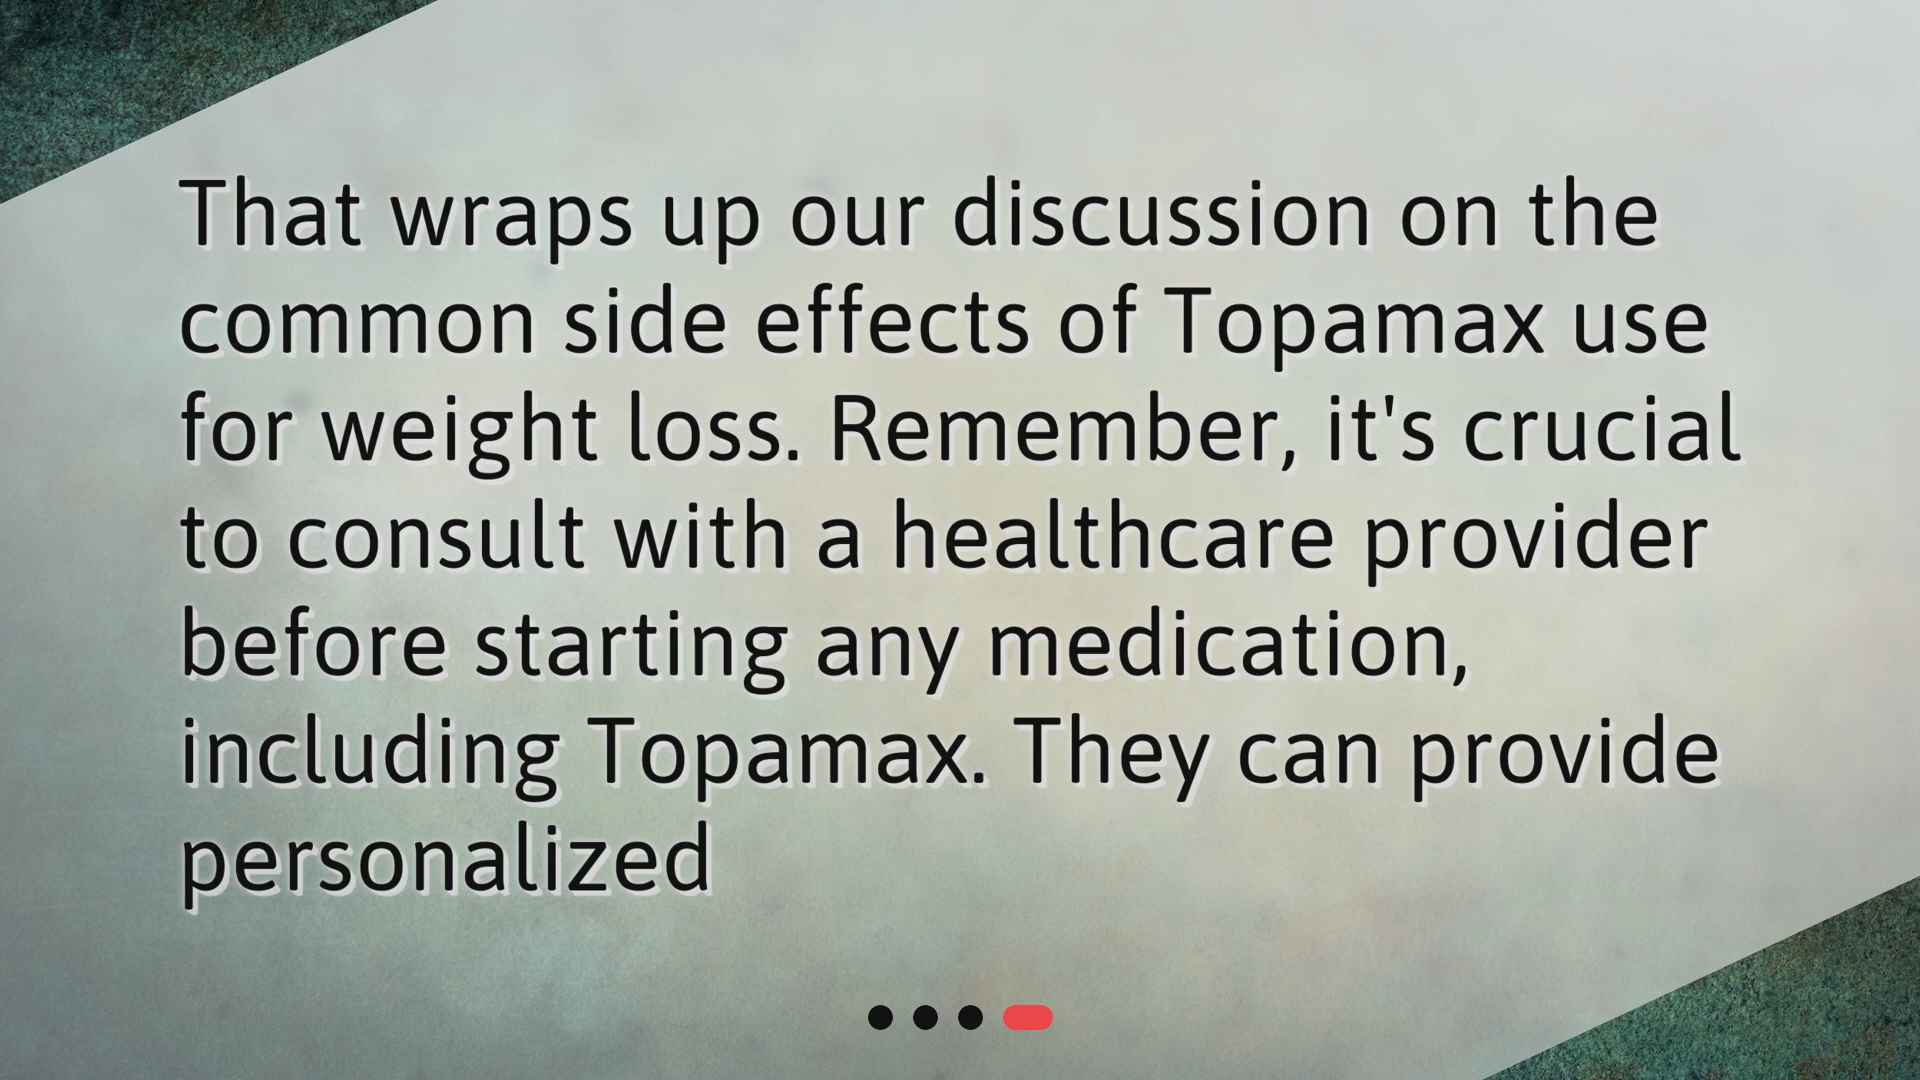 That wraps up our discussion on the
common side effects of Topamax use
for weight loss. Remember, it's crucial
to consult with a healthcare provider
before starting any medication,
including Topamax. They can provide
personalized